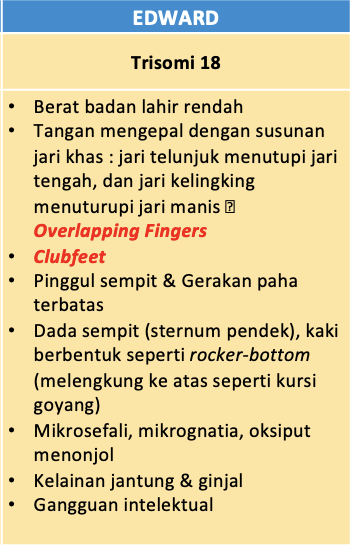 EDWARD
Trisomi 18
• Berat badan lahir rendah
• Tangan mengepal dengan susunan
jari khas : jari telunjuk menutupi jari
tengah, dan jari kelingking
menuturupi jari manis 
Overlapping Fingers
• Clubfeet
• Pinggul sempit & Gerakan paha
terbatas
• Dada sempit (sternum pendek), kaki
berbentuk seperti rocker-bottom
(melengkung ke atas seperti kursi
goyang)
• Mikrosefali, mikrognatia, oksiput
menonjol
• Kelainan jantung & ginjal
• Gangguan intelektual